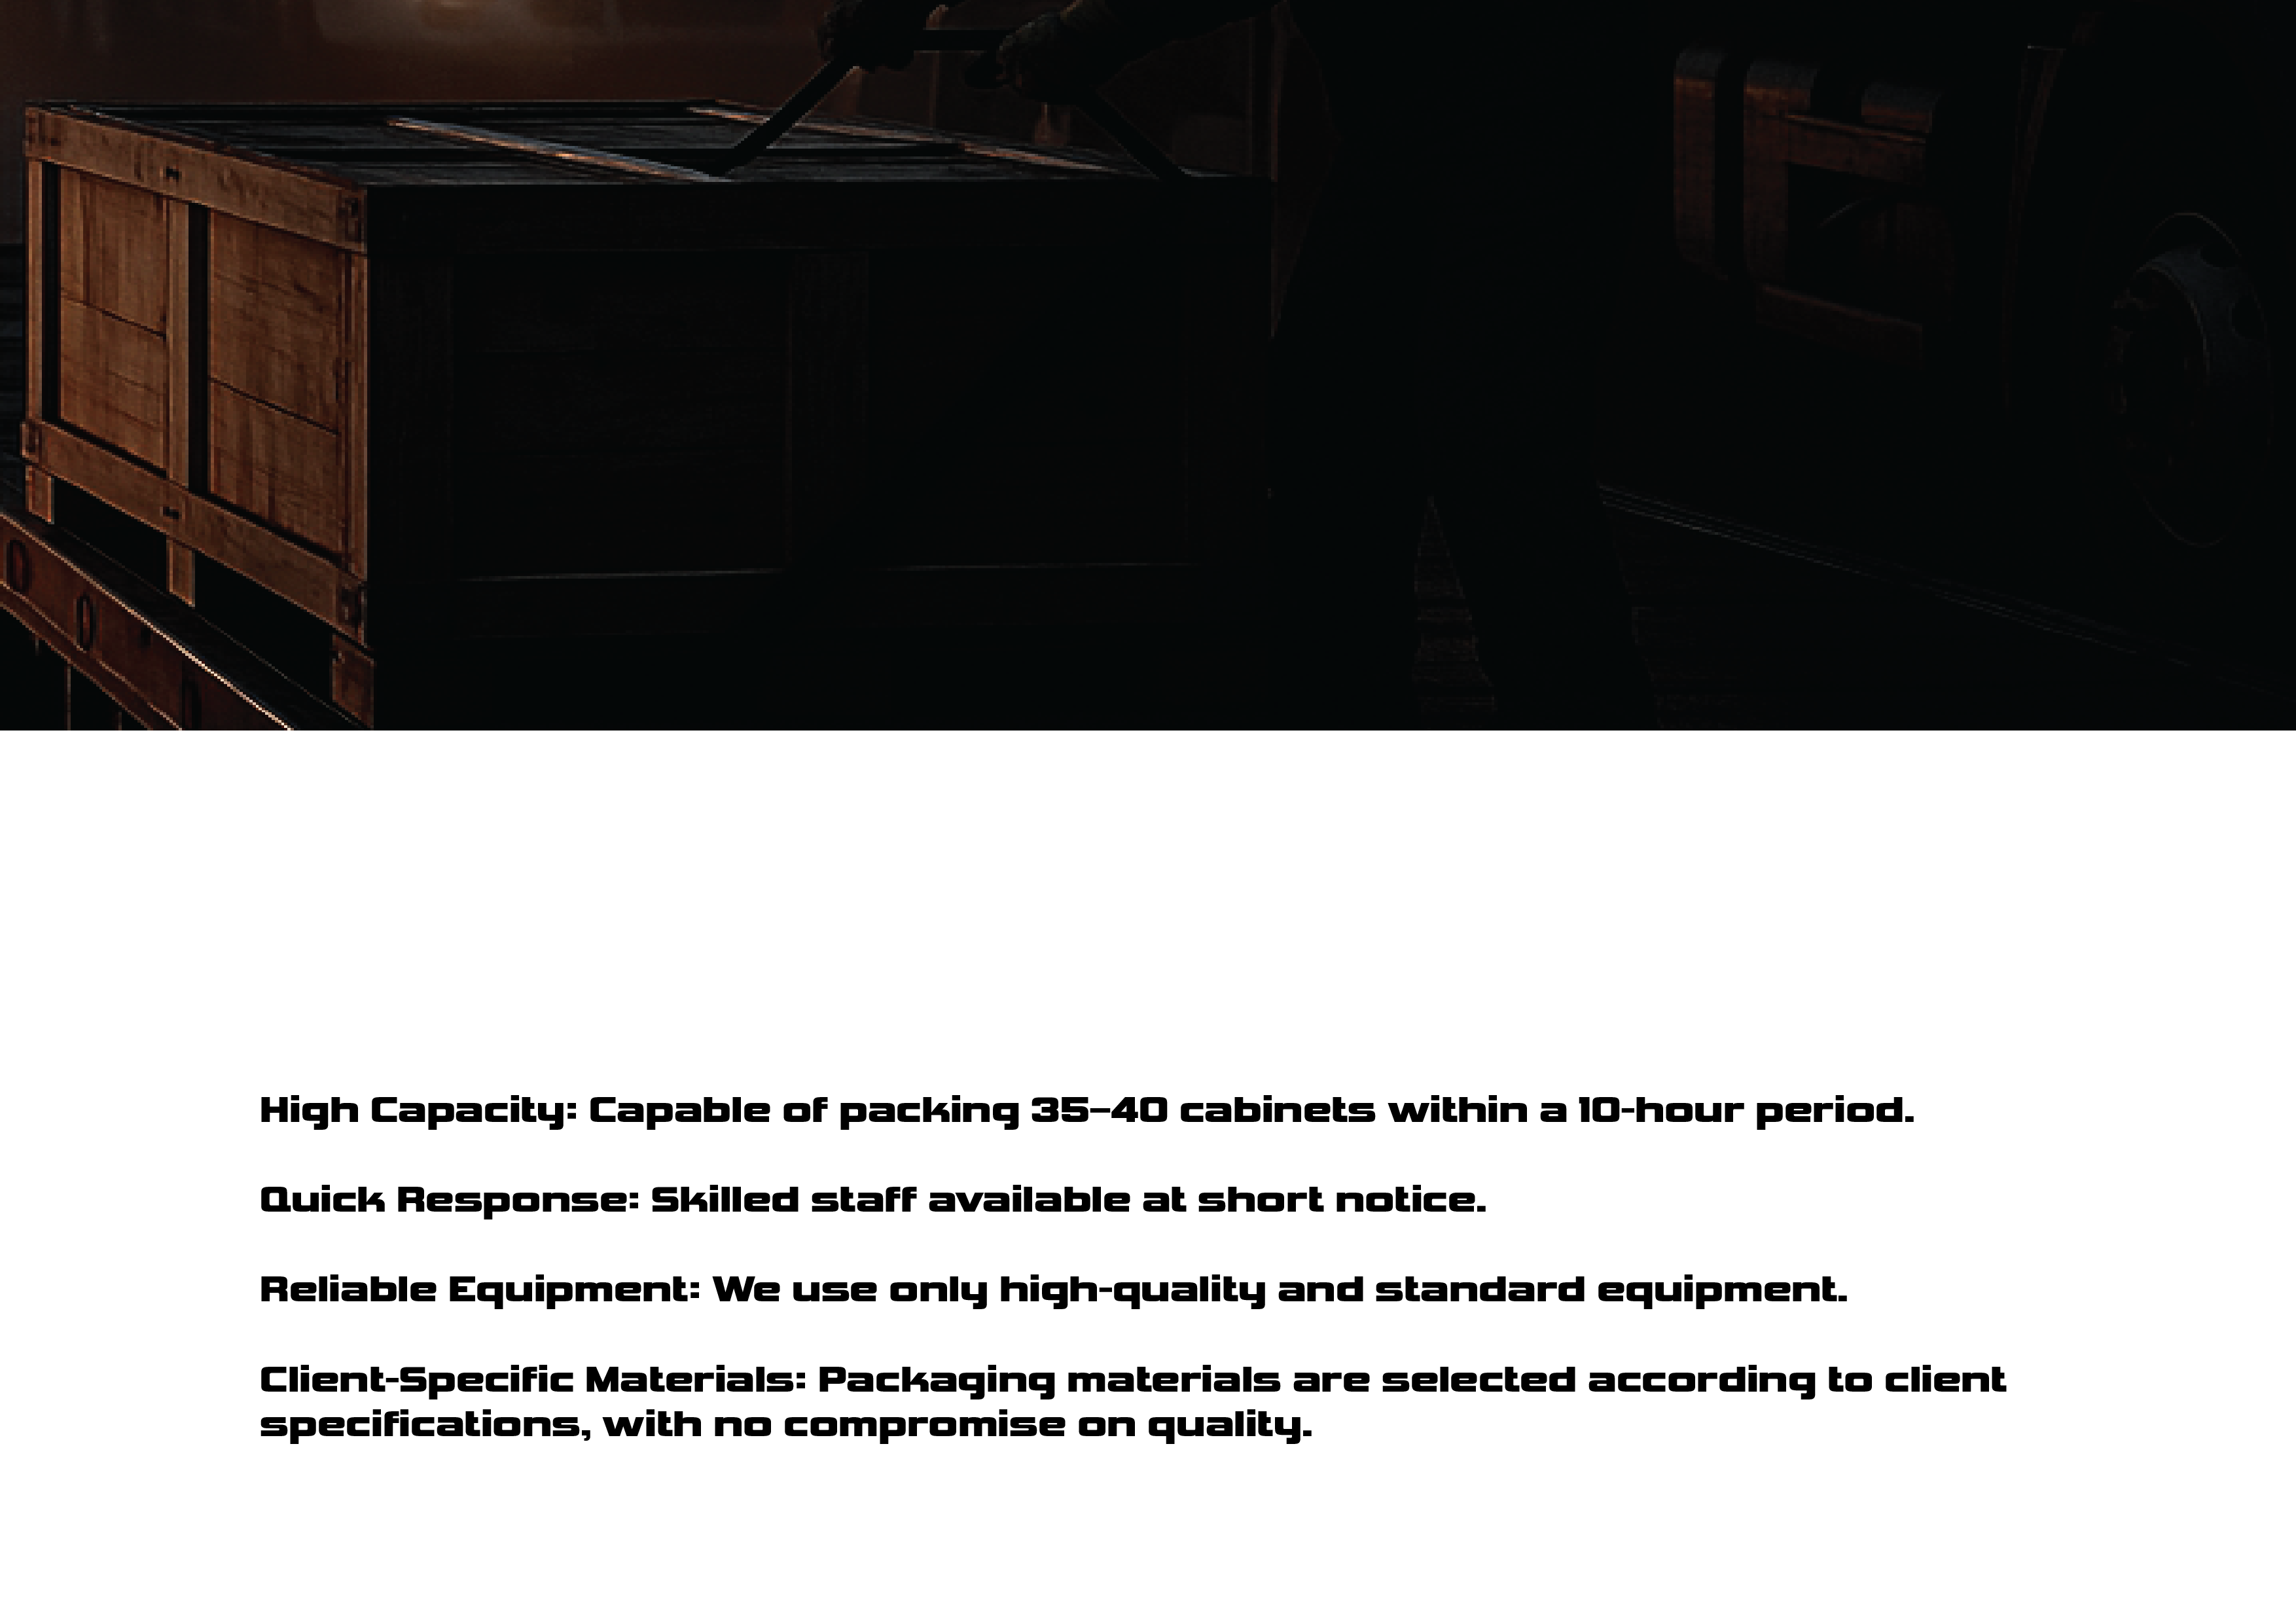 High Capacity: Capable of packing 35–40 cabinets within a 10-hour period.
Quick Response: Skilled staff available at short notice.
Reliable Equipment: We use only high-quality and standard equipment.
Client-Specific Materials: Packaging materials are selected according to client
specifications, with no compromise on quality.